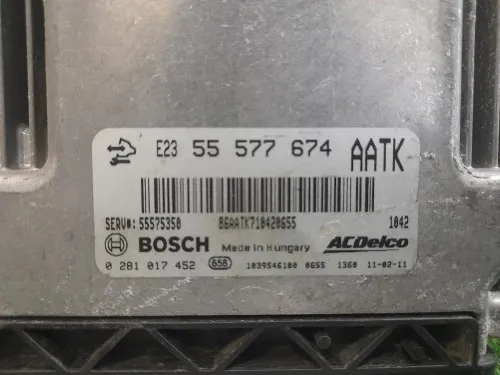 E23 55 577 674 AATK
SERV#: 55575350 86AATK710420655 1042
BOSCH Made in Hungary ACDelco
0 281 017 452 656 1039S46100 0655 1360 11-02-11